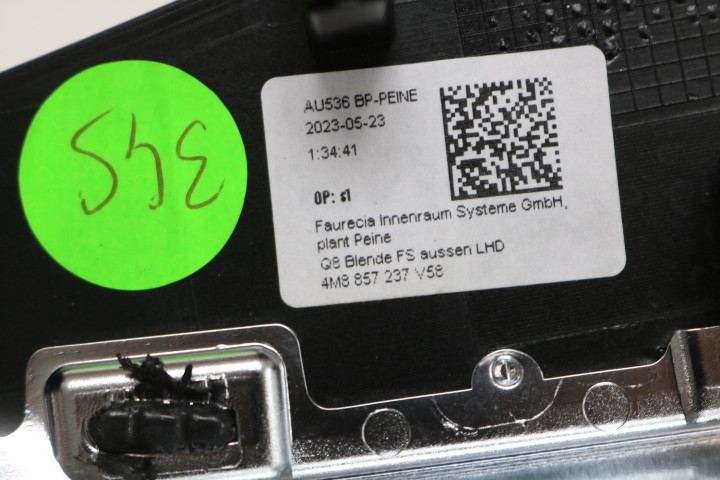 345
AU536 BP-PEINE
2023-05-23
1:34:41
OP: s1
Faurecia Innenraum Systeme GmbH,
plant Peine
Q8 Blende FS aussen LHD
4M8 857 237 V58